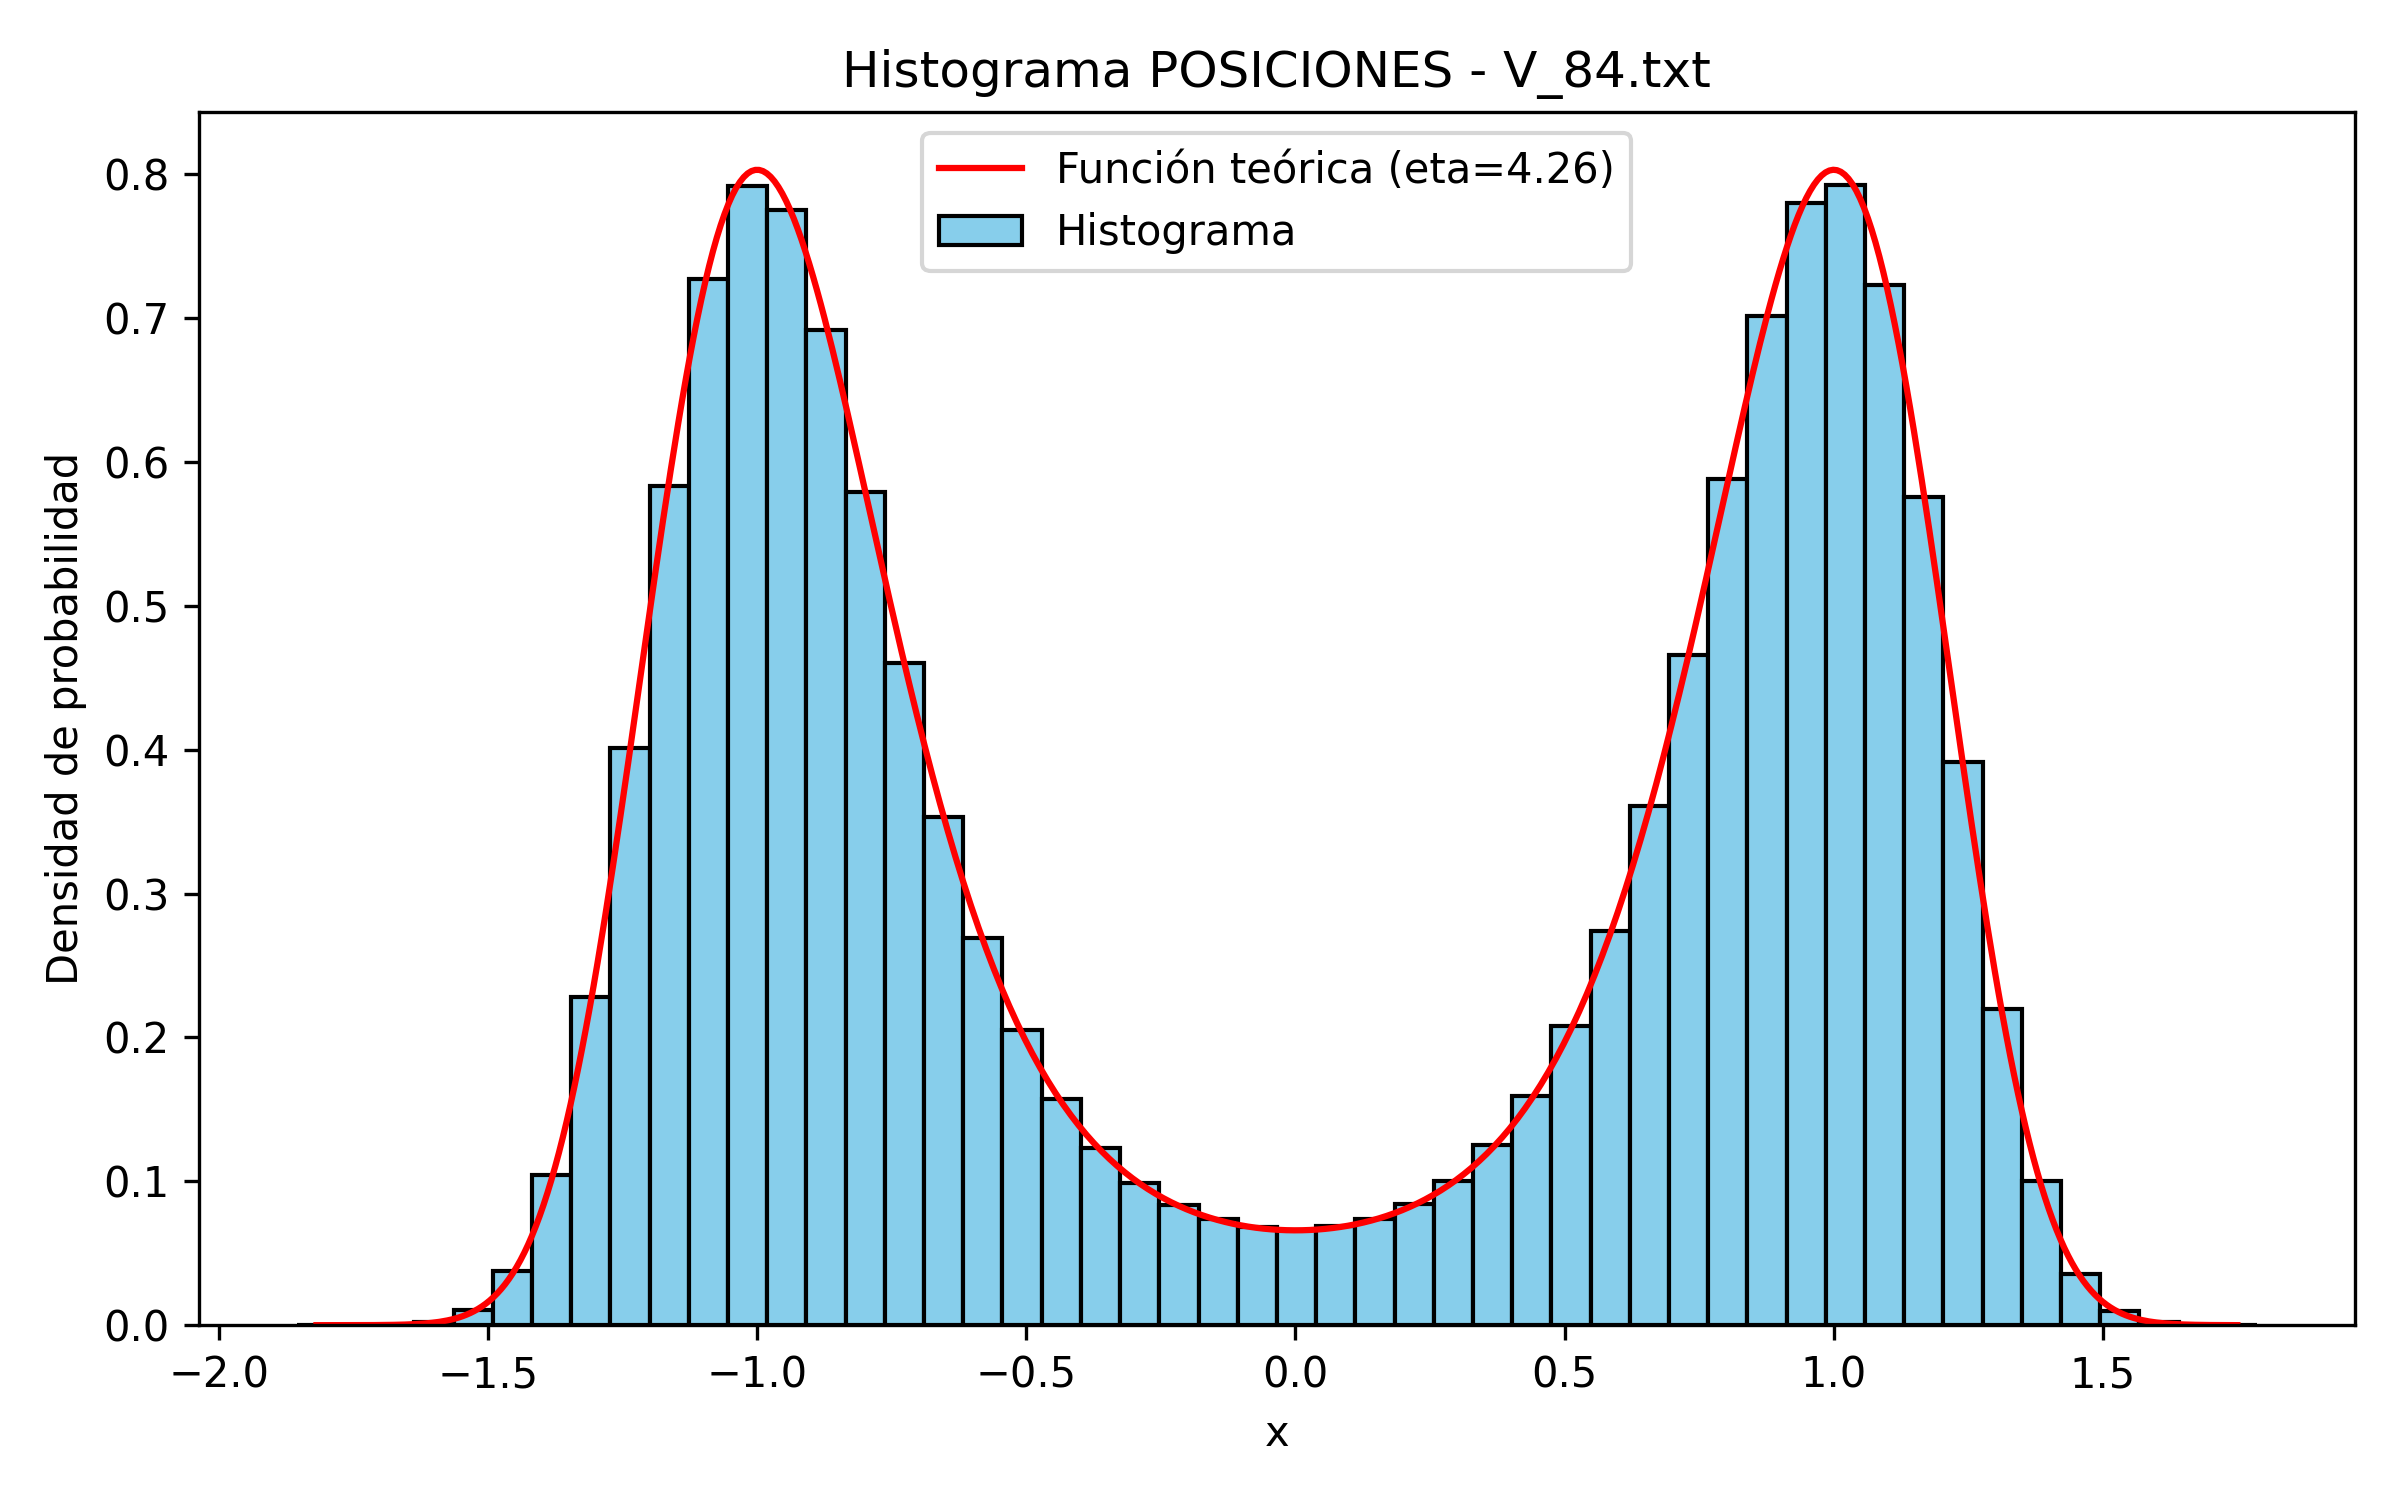 Histograma POSICIONES - V_84.txt
Función teórica (eta=4.26)
Histograma
Densidad de probabilidad
0.8
0.7
0.6
0.5
0.4
0.3
0.2
0.1
0.0
−2.0 −1.5 −1.0 −0.5 0.0 0.5 1.0 1.5
x